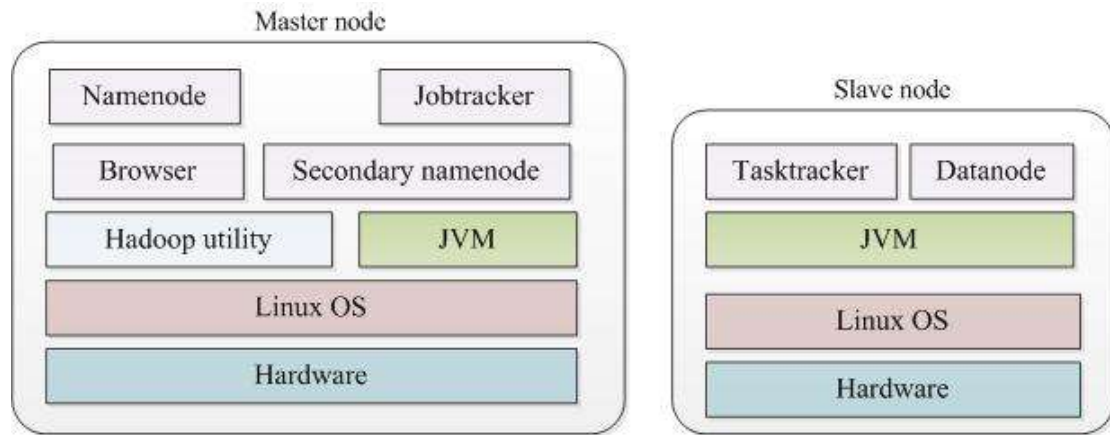 Master node
Namenode
Jobtracker
Browser
Secondary namenode
Hadoop utility
JVM
Linux OS
Hardware
Slave node
Tasktracker
Datanode
JVM
Linux OS
Hardware